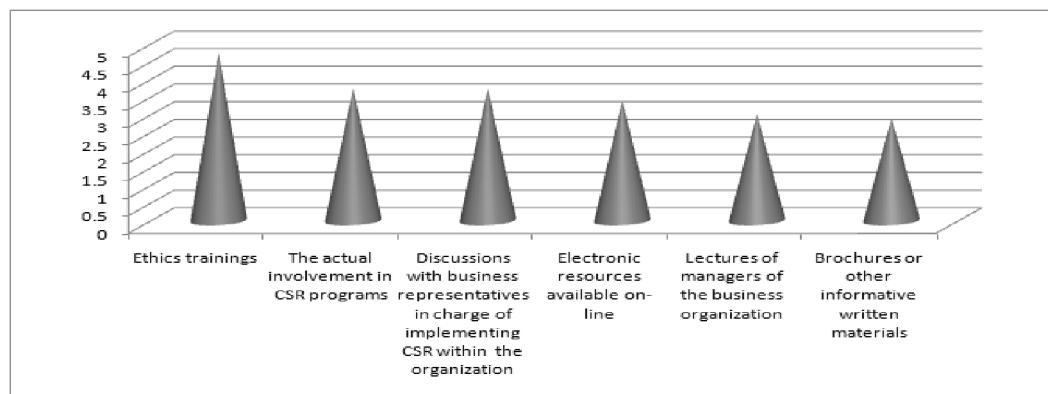 5
4.5
4
3.5
3
2.5
2
1.5
1
0.5
0
Ethics trainings
The actual
involvement in
CSR programs
Discussions
with business
representatives
in charge of
implementing
CSR within the
organization
Electronic
resources
available on-
line
Lectures of
managers of
the business
organization
Brochures or
other
informative
written
materials